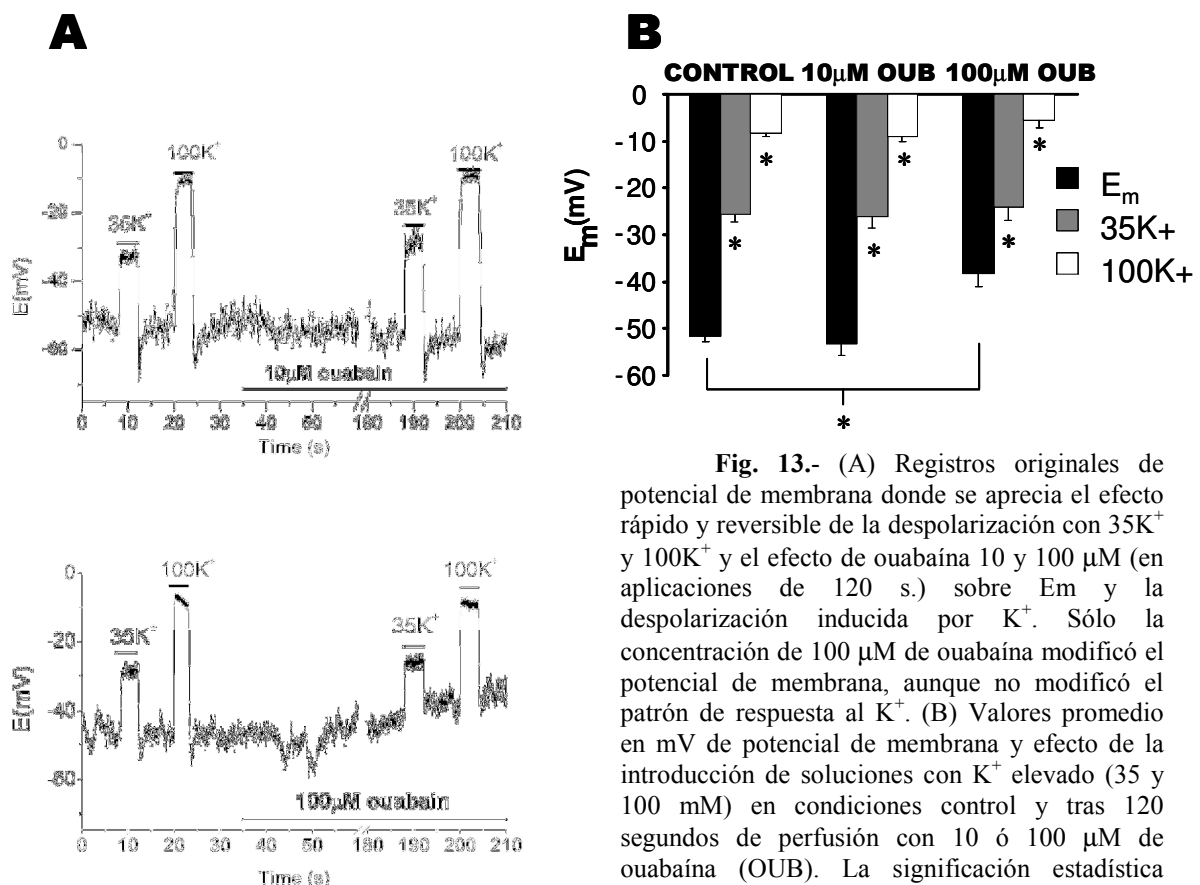 A
0
-20
-40
-60
E(mV)
35K+
100K+
35K+
100K+
10µM ouabain
0 10 20 30 40 50 180 190 200 210
Time (s)
0
-20
-40
-60
E(mV)
35K+
100K+
35K+
100K+
100µM ouabain
0 10 20 30 40 50 180 190 200 210
Time (s)
B
CONTROL 10µM OUB 100µM OUB
0
-10
-20
-30
-40
-50
-60
Em(mV)
* * * * * *
*
Em
35K+
100K+
Fig. 13.- (A) Registros originales de
potencial de membrana donde se aprecia el efecto
rápido y reversible de la despolarización con 35K+
y 100K+ y el efecto de ouabaína 10 y 100 µM (en
aplicaciones de 120 s.) sobre Em y la
despolarización inducida por K+. Sólo la
concentración de 100 µM de ouabaína modificó el
potencial de membrana, aunque no modificó el
patrón de respuesta al K+. (B) Valores promedio
en mV de potencial de membrana y efecto de la
introducción de soluciones con K+ elevado (35 y
100 mM) en condiciones control y tras 120
segundos de perfusión con 10 ó 100 µM de
ouabaína (OUB). La significación estadística